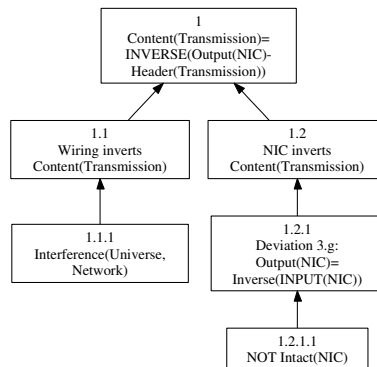 1
Content(Transmission)=
INVERSE(Output(NIC)-
Header(Transmission))
1.1
Wiring inverts
Content(Transmission)
1.2
NIC inverts
Content(Transmission)
1.1.1
Interference(Universe,
Network)
1.2.1
Deviation 3.g:
Output(NIC)=
Inverse(INPUT(NIC))
1.2.1.1
NOT Intact(NIC)